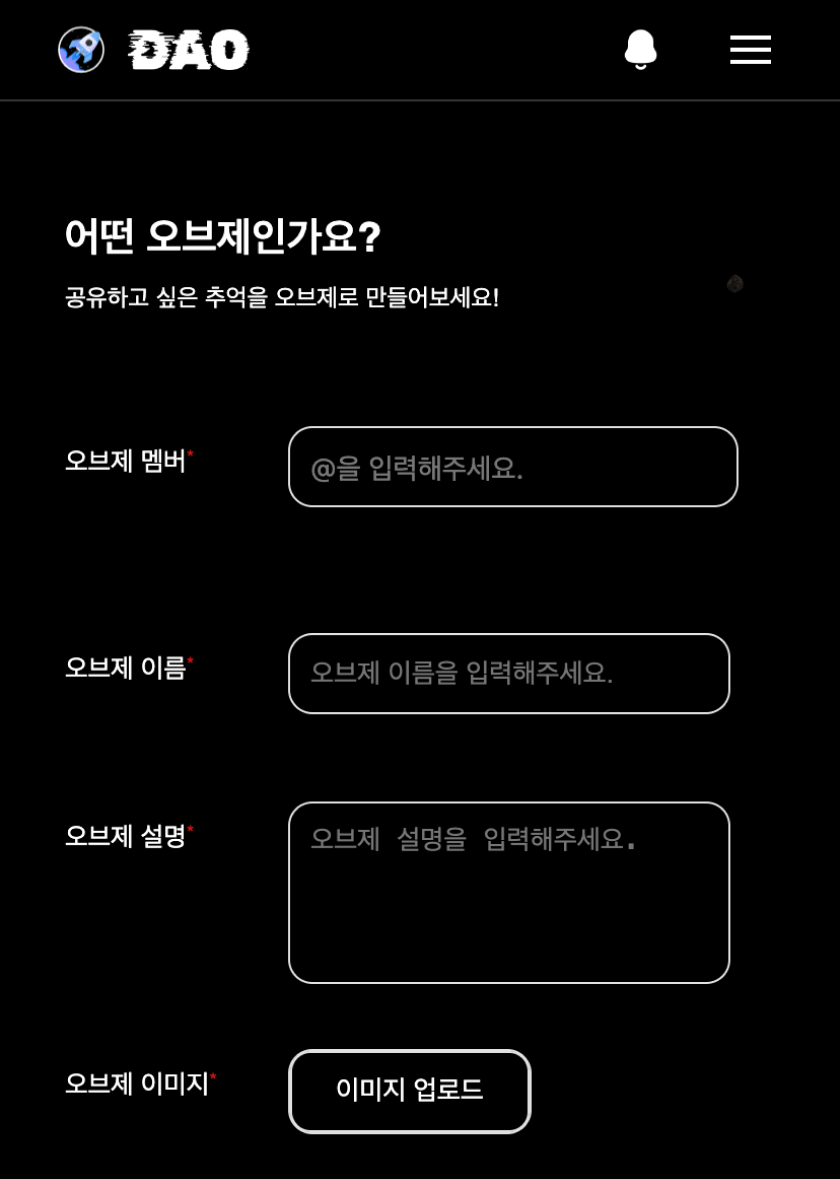 DAO
어떤 오브제인가요?
공유하고 싶은 추억을 오브제로 만들어보세요!
오브제 멤버*
@을 입력해주세요.
오브제 이름*
오브제 이름을 입력해주세요.
오브제 설명*
오브제 설명을 입력해주세요.
오브제 이미지*
이미지 업로드